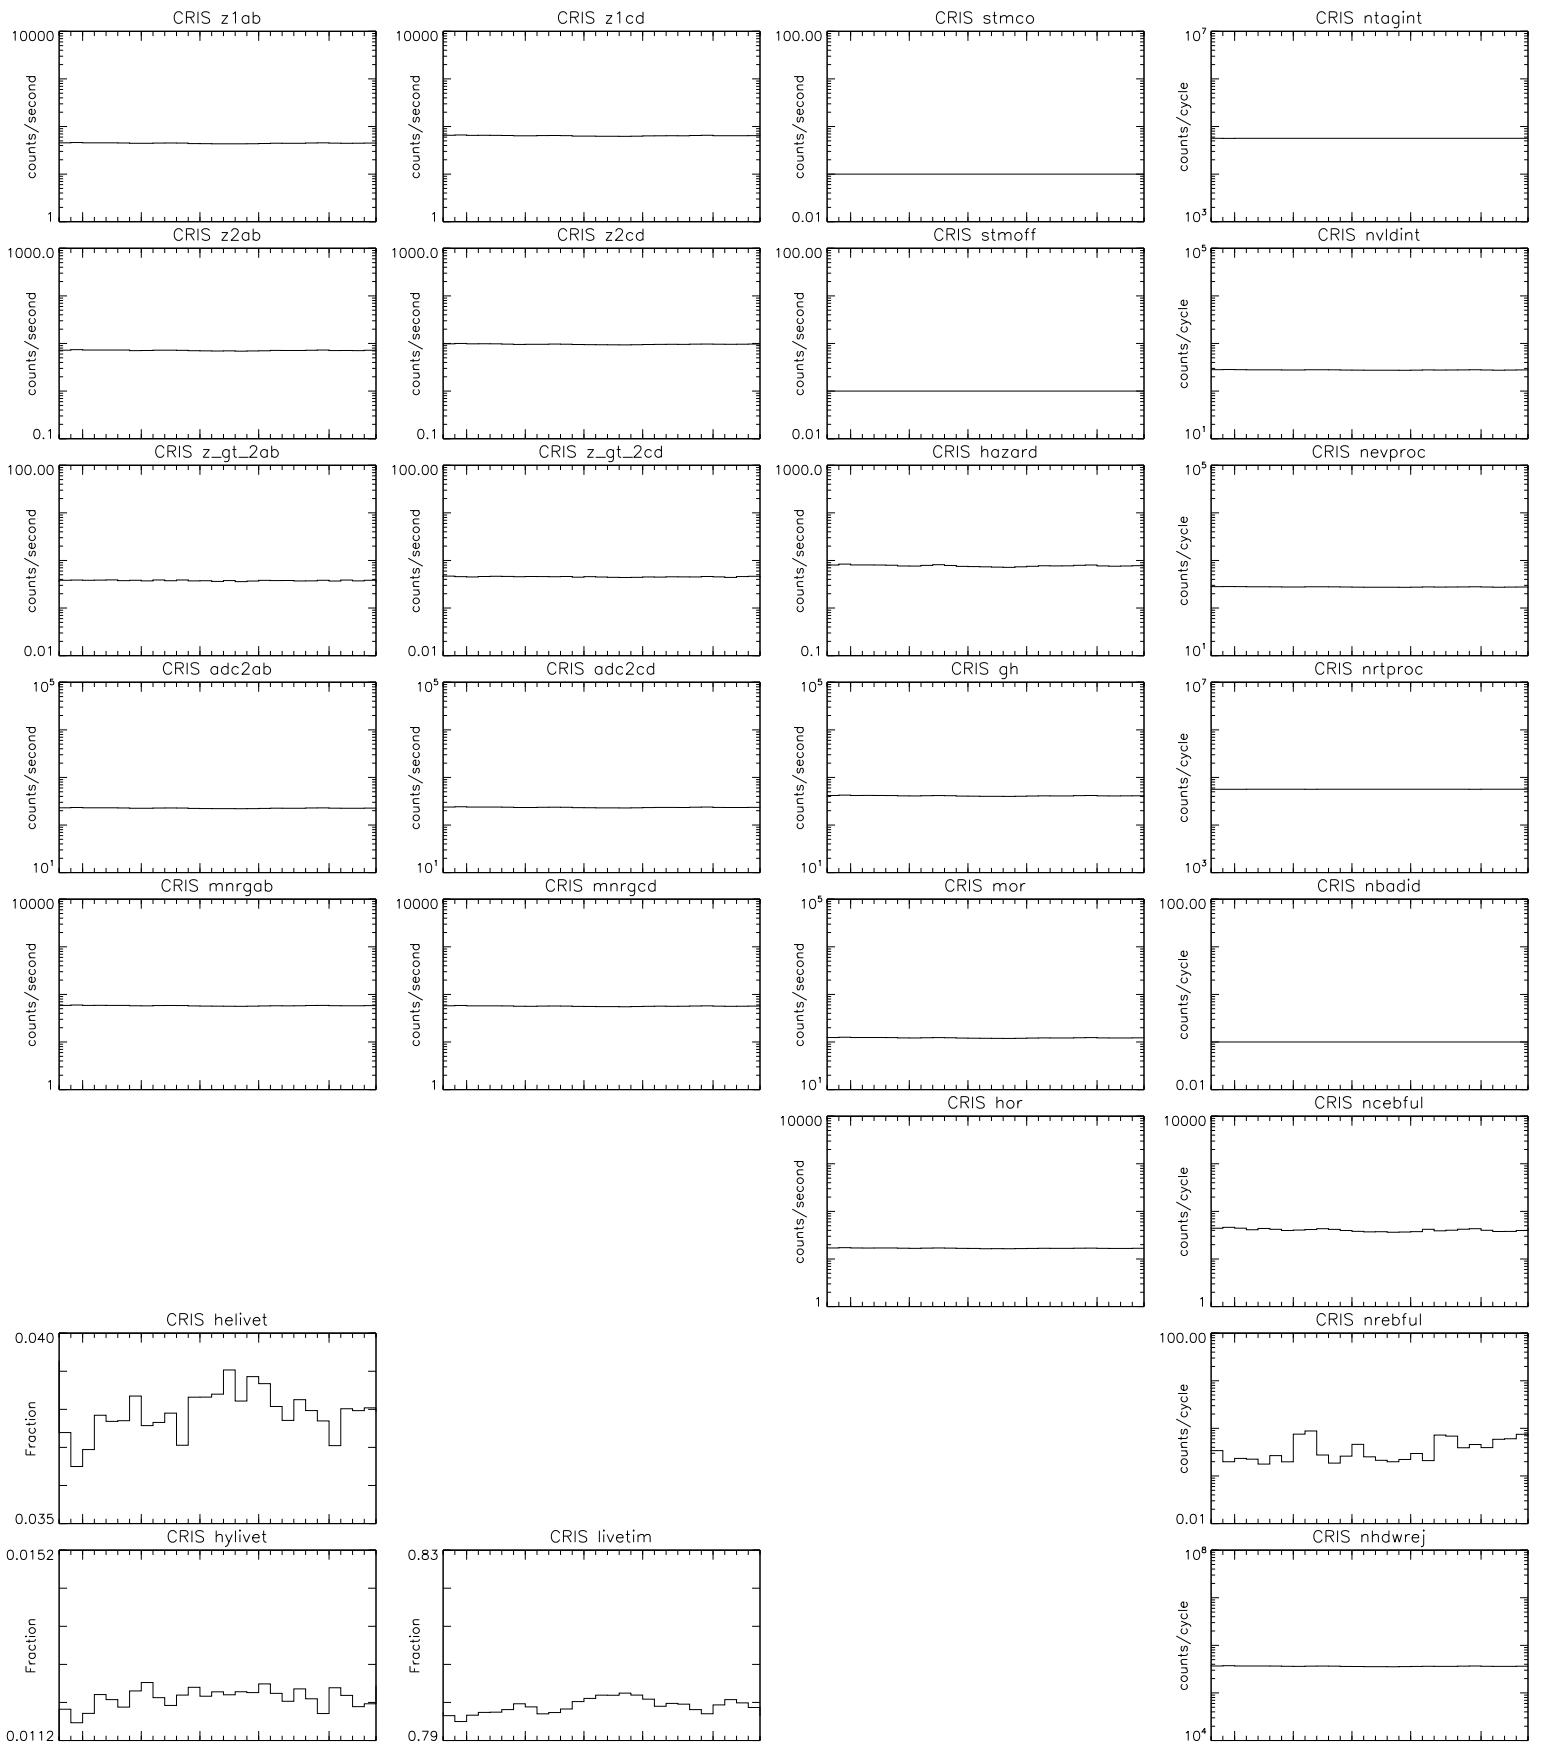 CRIS z1ab
10000
counts/second
1
CRIS z1cd
10000
counts/second
1
CRIS stmco
100.00
counts/second
0.01
CRIS ntagint
10⁷
counts/cycle
10³
CRIS z2ab
1000.0
counts/second
0.1
CRIS z2cd
1000.0
counts/second
0.1
CRIS stmoff
100.00
counts/second
0.01
CRIS nvldint
10⁵
counts/cycle
10¹
CRIS z_gt_2ab
100.00
counts/second
0.01
CRIS z_gt_2cd
100.00
counts/second
0.01
CRIS hazard
1000.0
counts/second
0.1
CRIS nevproc
10⁵
counts/cycle
10¹
CRIS adc2ab
10⁵
counts/second
10¹
CRIS adc2cd
10⁵
counts/second
10¹
CRIS gh
10⁵
counts/second
10¹
CRIS nrtproc
10⁷
counts/cycle
10³
CRIS mnrgab
10000
counts/second
1
CRIS mnrgcd
10000
counts/second
1
CRIS mor
10⁵
counts/second
10¹
CRIS nbadid
100.00
counts/cycle
0.01
CRIS hor
10000
counts/second
1
CRIS ncebful
10000
counts/cycle
1
CRIS helivet
0.040
Fraction
0.035
CRIS nrebful
100.00
counts/cycle
0.01
CRIS hylivet
0.0152
Fraction
0.0112
CRIS livetim
0.83
Fraction
0.79
CRIS nhdwrej
10⁸
counts/cycle
10⁴